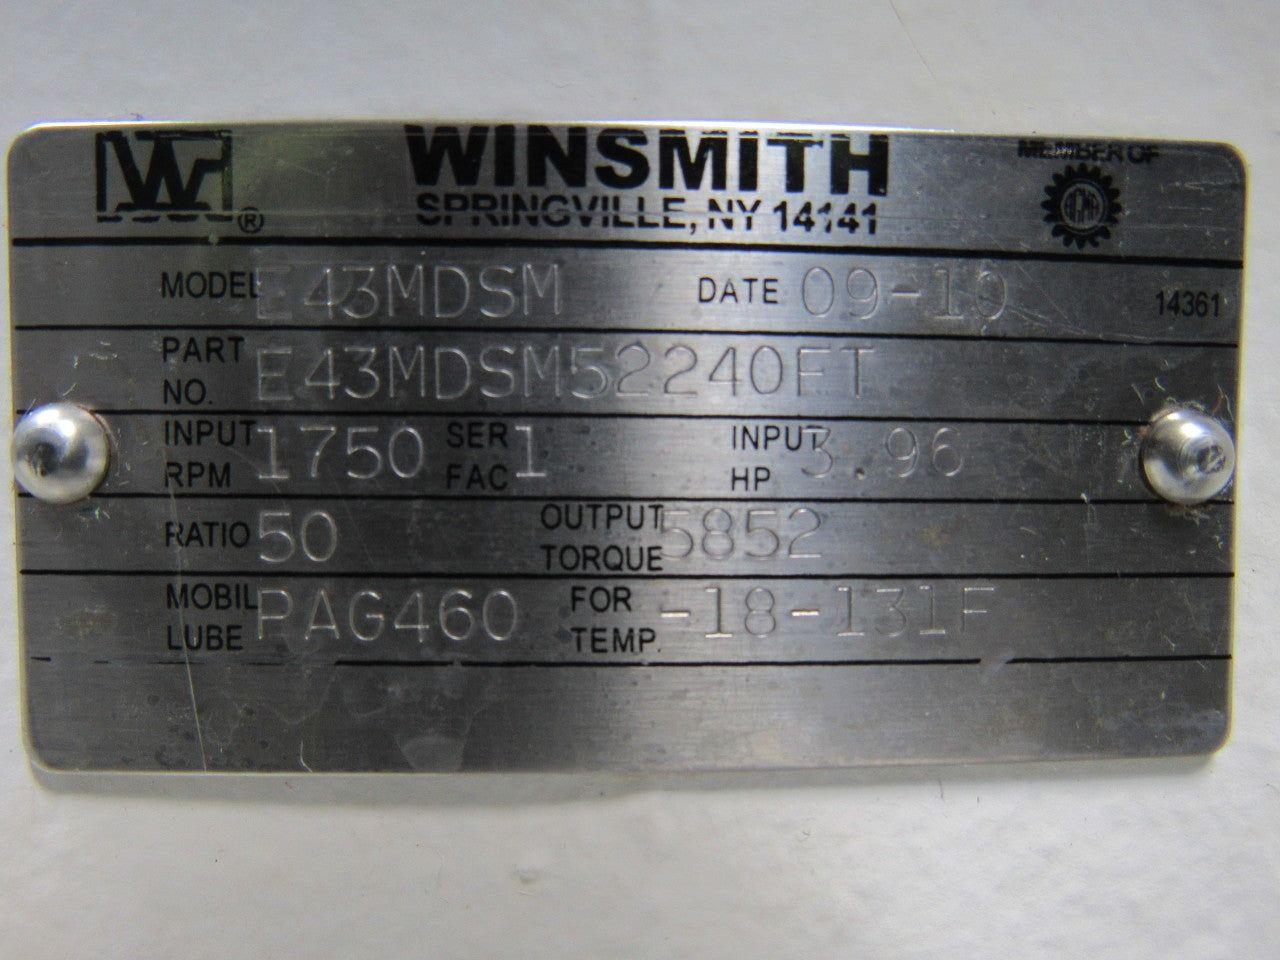 W ® WINSMITH MEMBER OF
SPRINGVILLE, NY 14141 AGMA
MODEL E43MDSM DATE 09-10 14361
PART NO. E43MDSM52240FT
INPUT RPM 1750 SER FAC 1 INPUT HP 3.96
RATIO 50 OUTPUT TORQUE 5852
MOBIL LUBE PAG460 FOR TEMP. -18-131F